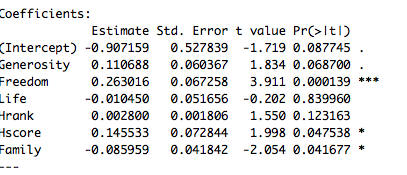 Coefficients:
Estimate Std. Error t value Pr(>|t|)
(Intercept) -0.907159 0.527839 -1.719 0.087745 .
Generosity 0.110688 0.060367 1.834 0.068700 .
Freedom 0.263016 0.067258 3.911 0.000139 ***
Life -0.010450 0.051656 -0.202 0.839960
Hrank 0.002800 0.001806 1.550 0.123163
Hscore 0.145533 0.072844 1.998 0.047538 *
Family -0.085959 0.041842 -2.054 0.041677 *
---